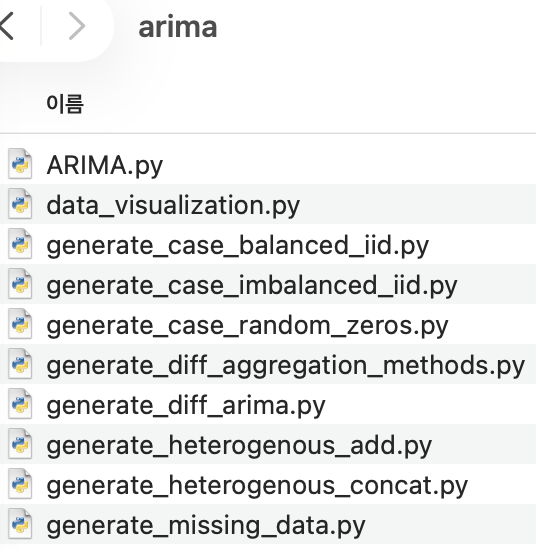 arima
이름
ARIMA.py
data_visualization.py
generate_case_balanced_iid.py
generate_case_imbalanced_iid.py
generate_case_random_zeros.py
generate_diff_aggregation_methods.py
generate_diff_arima.py
generate_heterogenous_add.py
generate_heterogenous_concat.py
generate_missing_data.py